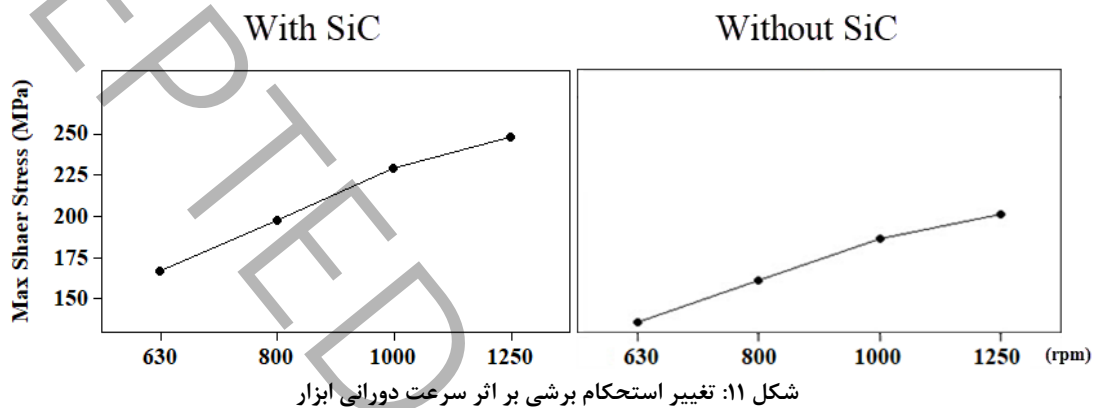 With SiC
Without SiC
Max Shaer Stress (MPa)
250
225
200
175
150
630 800 1000 1250
630 800 1000 1250 (rpm)
شکل ۱۱: تغییر استحکام برشی بر اثر سرعت دورانی ابزار
EPTED